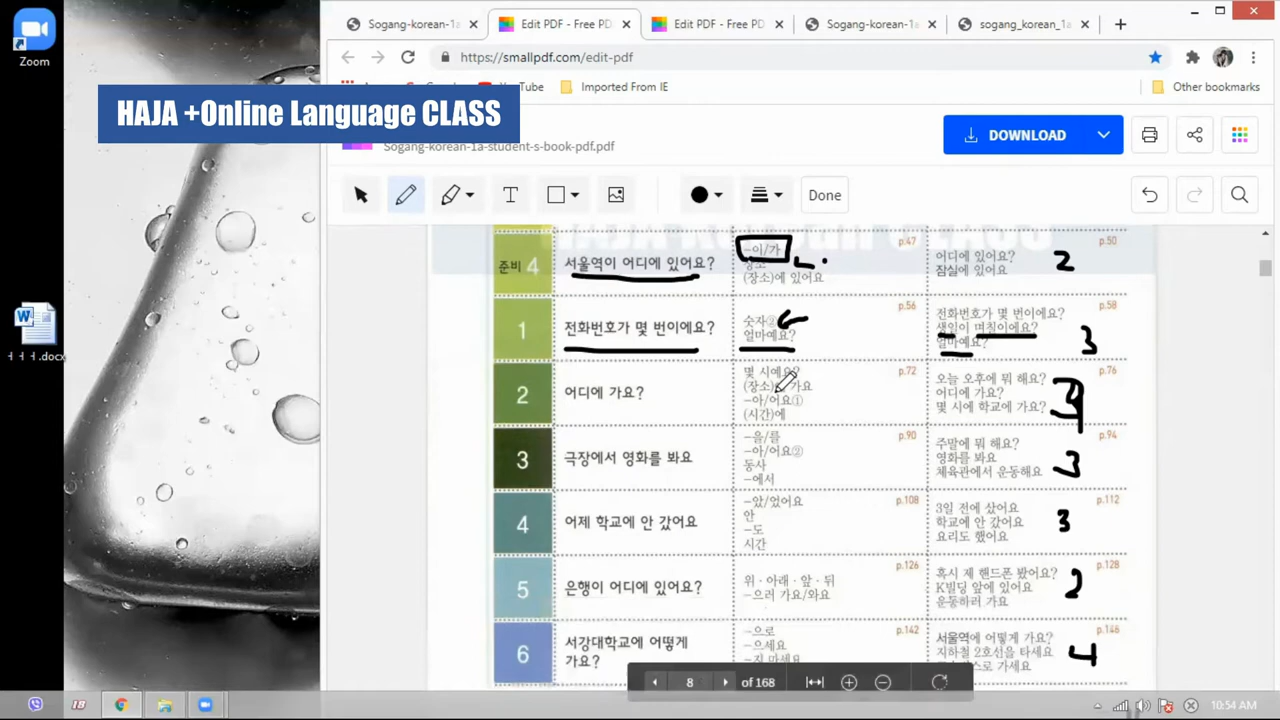 Zoom
Sogang-korean-1a
Edit PDF - Free PD
Edit PDF - Free PD
Sogang-korean-1a
sogang_korean_1a
https://smallpdf.com/edit-pdf
Imported From IE
Other bookmarks
HAJA +Online Language CLASS
Sogang-korean-1a-student-s-book-pdf.pdf
DOWNLOAD
T
Done
준비 4
서울역이 어디에 있어요?
-이/가
(장소)에 있어요
p.47
어디에 있어요?
잠실에 있어요
p.50
2
1
전화번호가 몇 번이에요?
숫자②
얼마예요?
p.56
전화번호가 몇 번이에요?
생일이 며칠이에요?
얼마예요?
p.58
3
2
어디에 가요?
몇 시예요?
(장소)에 가요
-아/어요①
(시간)에
p.72
오늘 오후에 뭐 해요?
어디에 가요?
몇 시에 학교에 가요?
p.76
3
극장에서 영화를 봐요
-을/를
-아/어요②
동사
-에서
p.90
주말에 뭐 해요?
영화를 봐요
체육관에서 운동해요
p.94
3
4
어제 학교에 안 갔어요
-았/었어요
안
-도
시간
p.108
3일 전에 샀어요
학교에 안 갔어요
요리도 했어요
p.112
3
5
은행이 어디에 있어요?
위 · 아래 · 앞 · 뒤
-으러 가요/와요
p.126
혹시 제 핸드폰 봤어요?
K빌딩 앞에 있어요
운동하러 가요
p.128
2
6
서강대학교에 어떻게
가요?
-으로
-으세요
-지 마세요
p.142
서울역에 어떻게 가요?
지하철 2호선을 타세요
p.146
4
8 of 168
ㅓㅕㅓ.docx
10:54 AM